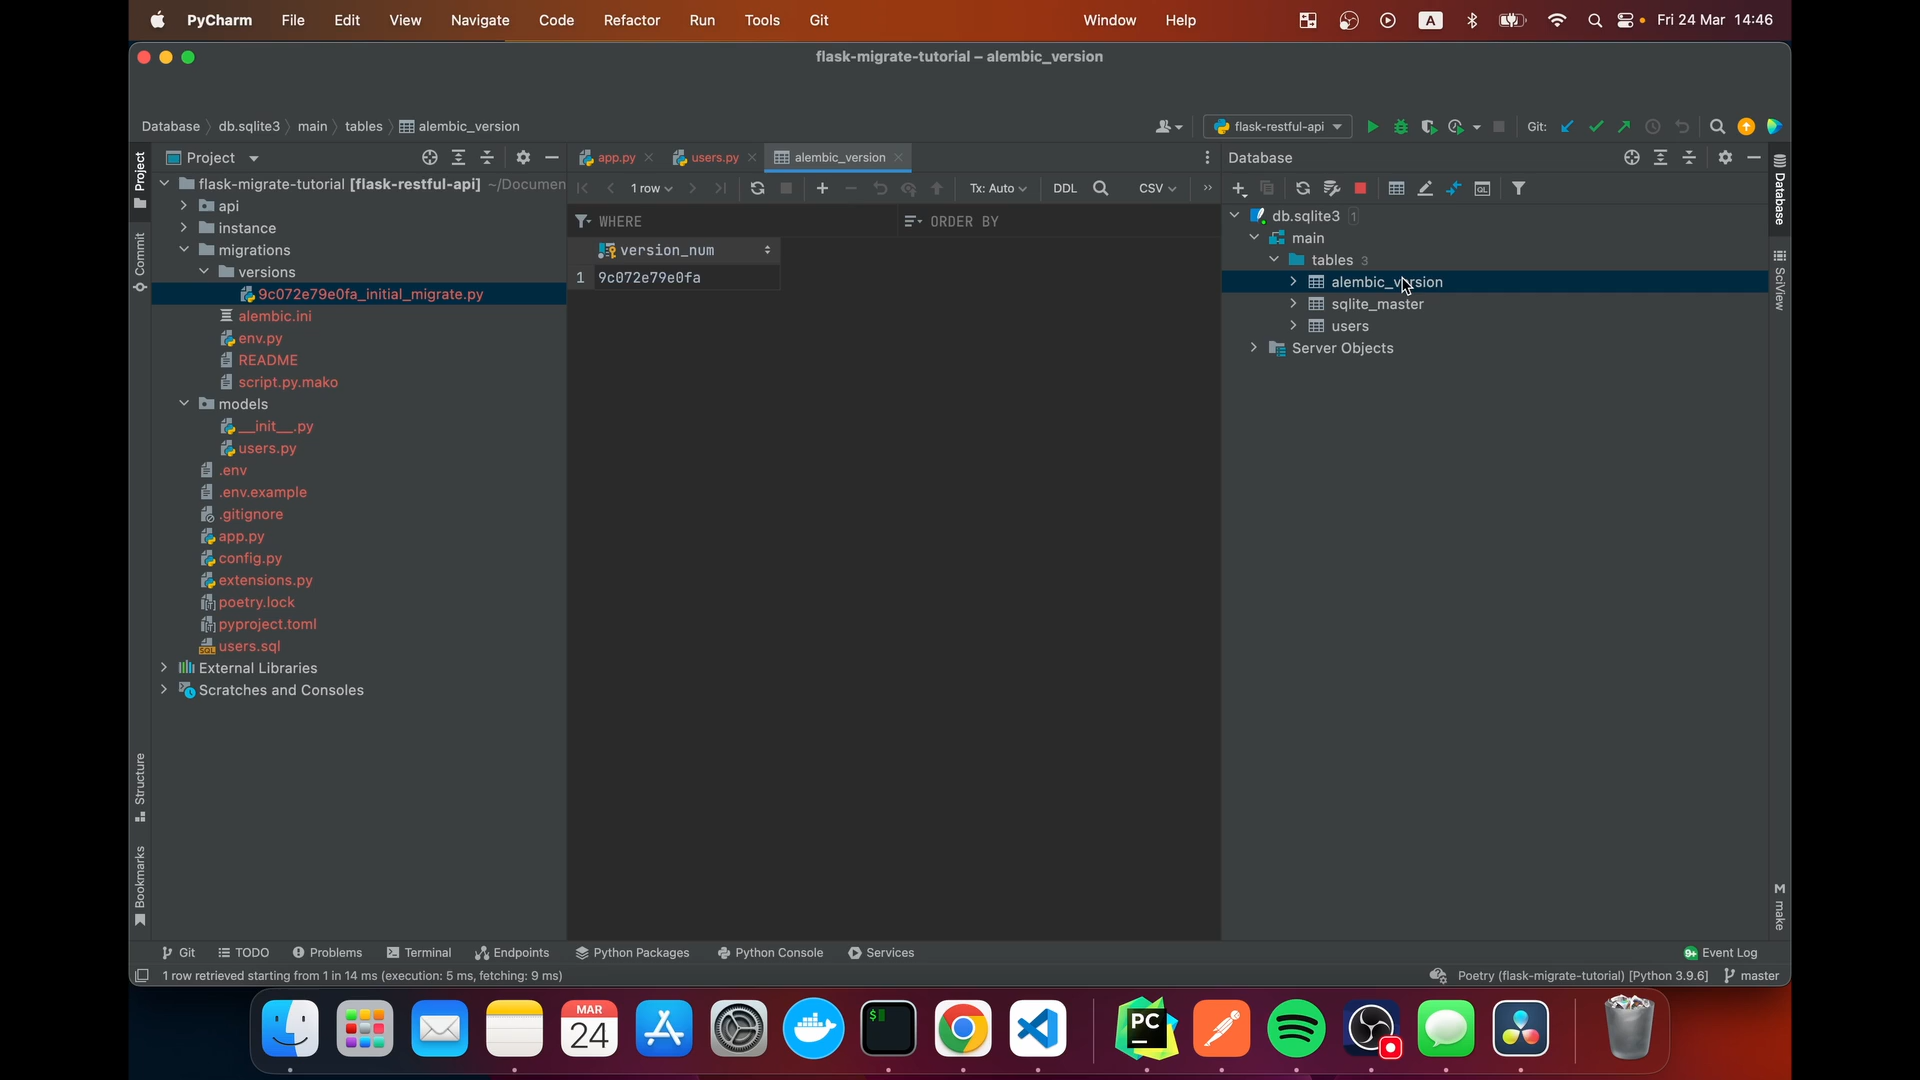 PyCharm File Edit View Navigate Code Refactor Run Tools Git Window Help A Fri 24 Mar 14:46
flask-migrate-tutorial – alembic_version
Database db.sqlite3 main tables alembic_version flask-restful-api Git:
Project app.py users.py alembic_version Database
1 row Tx: Auto DDL CSV
WHERE ORDER BY
version_num
1 9c072e79e0fa
flask-migrate-tutorial [flask-restful-api] ~/Documen
api
instance
migrations
versions
9c072e79e0fa_initial_migrate.py
alembic.ini
env.py
README
script.py.mako
models
__init__.py
users.py
.env
.env.example
.gitignore
app.py
config.py
extensions.py
poetry.lock
pyproject.toml
users.sql
External Libraries
Scratches and Consoles
db.sqlite3 1
main
tables 3
alembic_version
sqlite_master
users
Server Objects
Project
Commit
Structure
Bookmarks
Database
SciView
M make
Git TODO Problems Terminal Endpoints Python Packages Python Console Services 9+ Event Log
1 row retrieved starting from 1 in 14 ms (execution: 5 ms, fetching: 9 ms) Poetry (flask-migrate-tutorial) [Python 3.9.6] master
MAR
24
$
PC